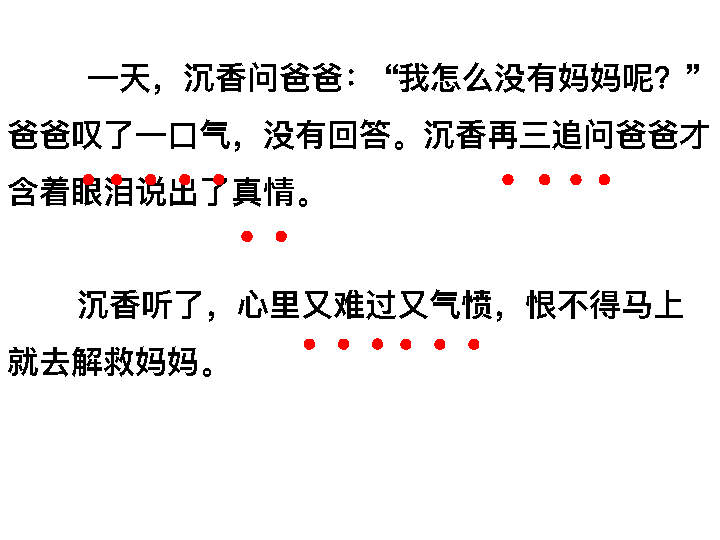 一天，沉香问爸爸：“我怎么没有妈妈呢？”
爸爸叹了一口气，没有回答。沉香再三追问爸爸才
含着眼泪说出了真情。
沉香听了，心里又难过又气愤，恨不得马上
就去解救妈妈。